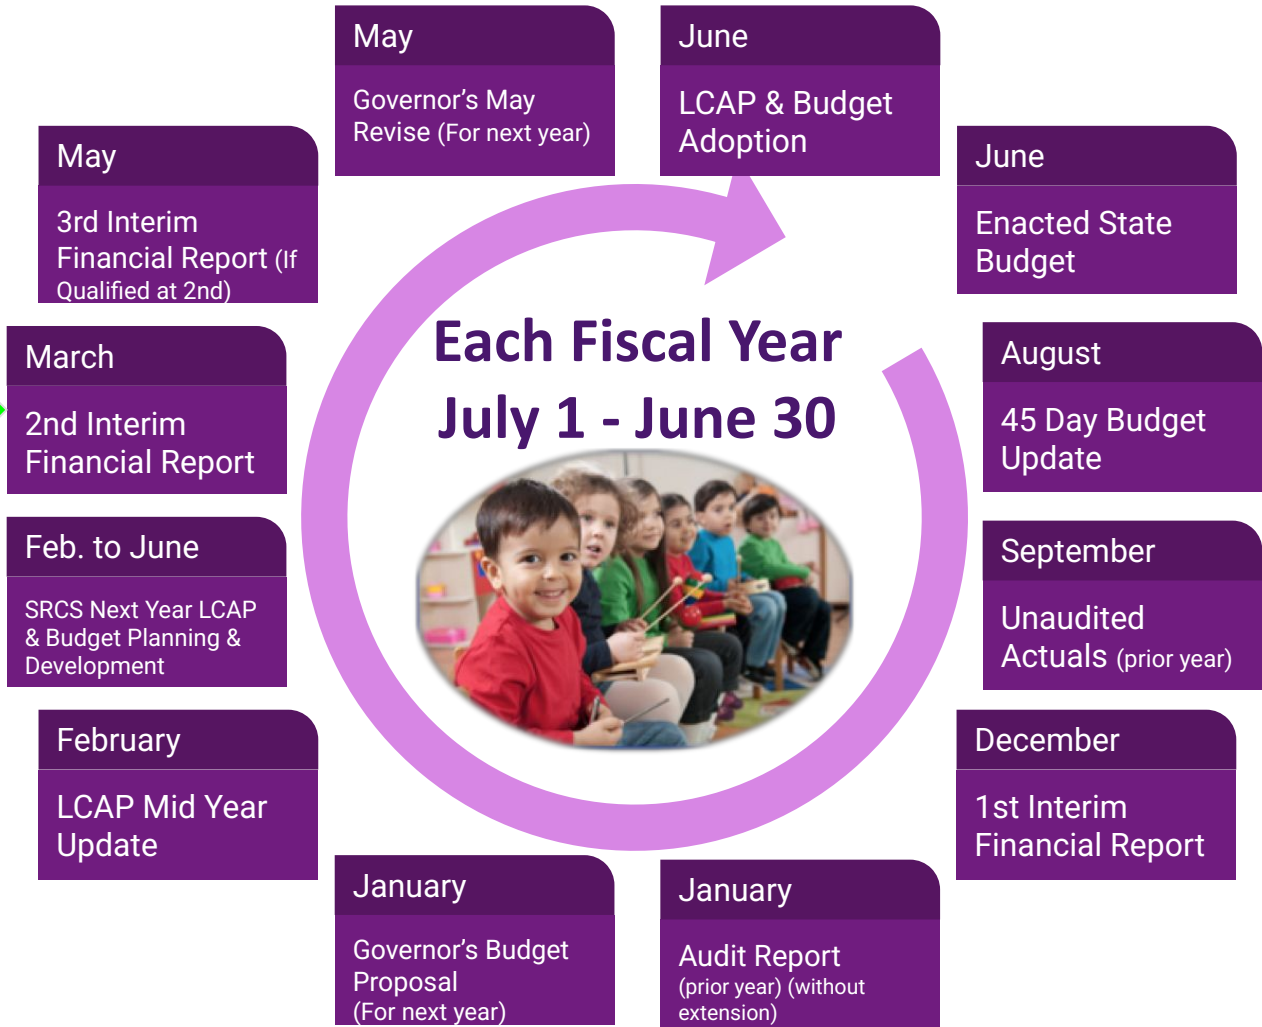 May
Governor’s May
Revise (For next year)
June
LCAP & Budget
Adoption
June
Enacted State
Budget
August
45 Day Budget
Update
September
Unaudited
Actuals (prior year)
December
1st Interim
Financial Report
January
Audit Report
(prior year) (without
extension)
January
Governor’s Budget
Proposal
(For next year)
February
LCAP Mid Year
Update
Feb. to June
SRCS Next Year LCAP
& Budget Planning &
Development
March
2nd Interim
Financial Report
May
3rd Interim
Financial Report (If
Qualified at 2nd)
Each Fiscal Year
July 1 - June 30